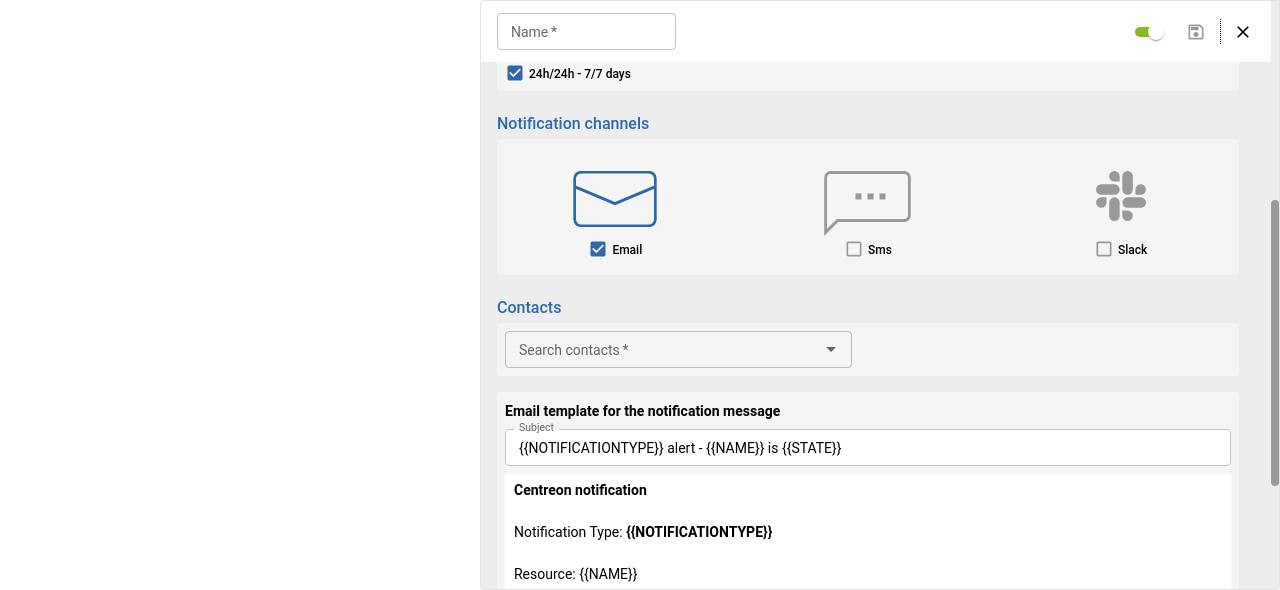 Name *
24h/24h - 7/7 days
Notification channels
Email
Sms
Slack
Contacts
Search contacts *
Email template for the notification message
Subject
{{NOTIFICATIONTYPE}} alert - {{NAME}} is {{STATE}}
Centreon notification
Notification Type: {{NOTIFICATIONTYPE}}
Resource: {{NAME}}